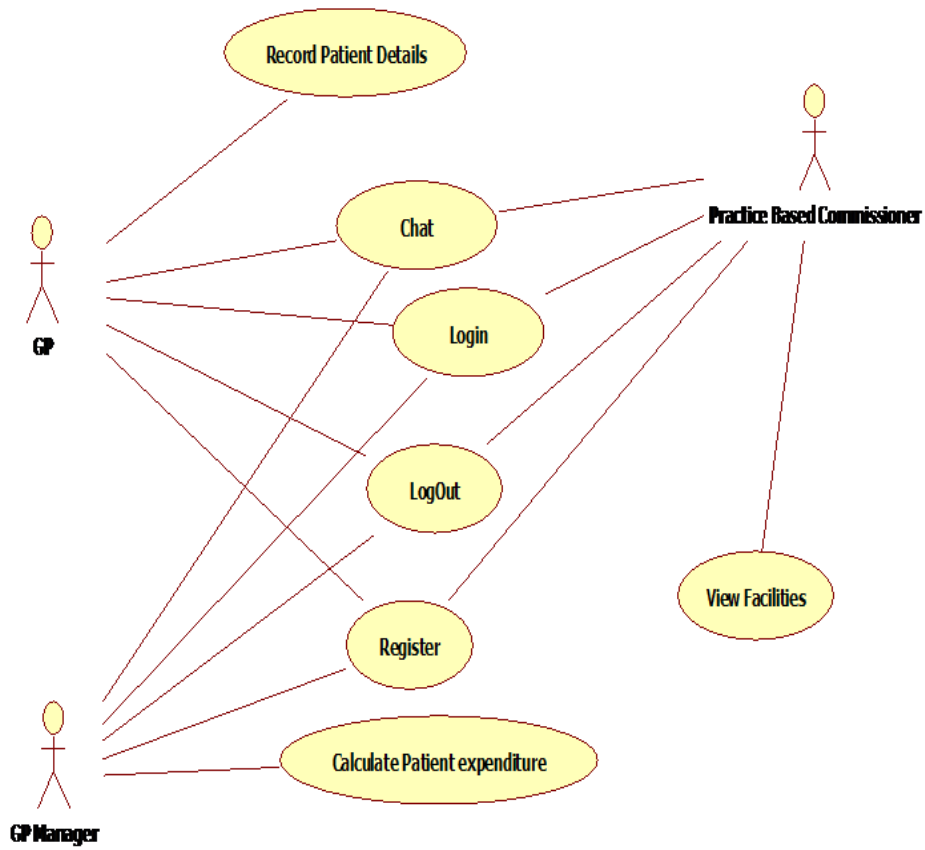 Record Patient Details
Chat
Practice Based Commissioner
Login
GP
LogOut
View Facilities
Register
Calculate Patient expenditure
GP Manager